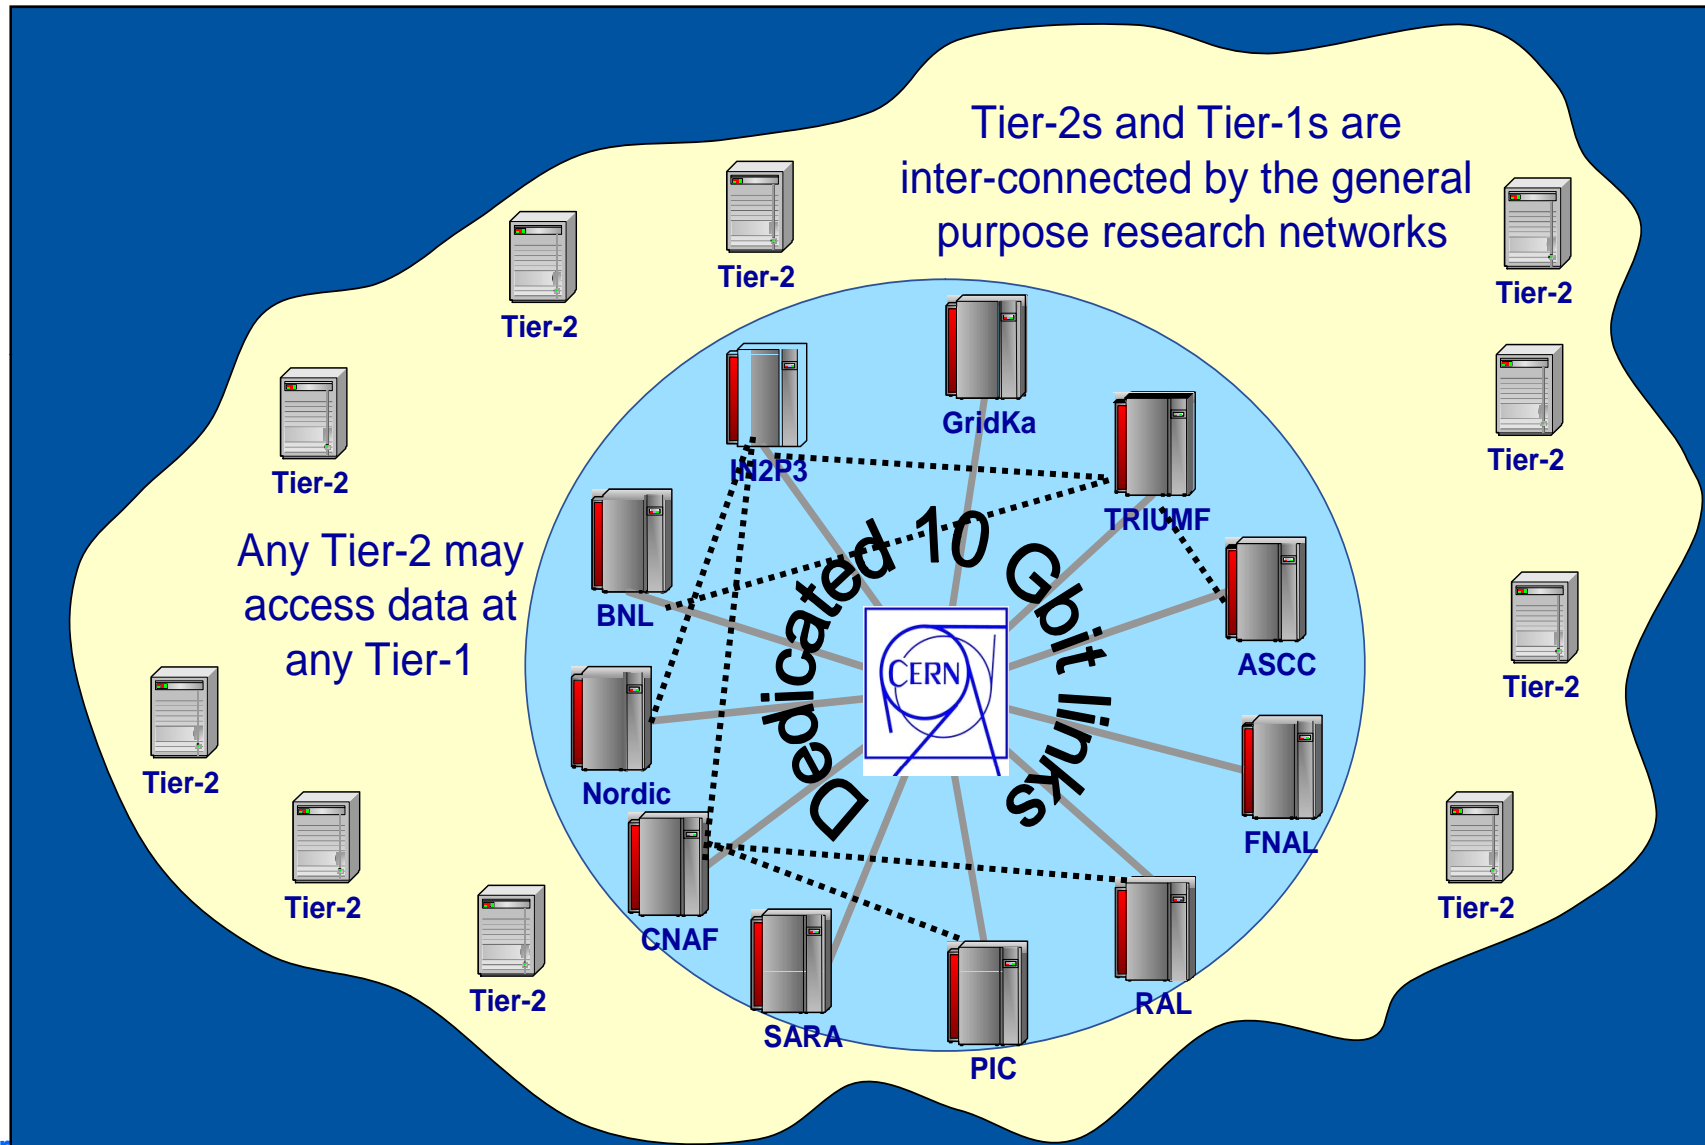 Tier-2s and Tier-1s are
inter-connected by the general
purpose research networks
Tier-2
Tier-2
Tier-2
Tier-2
GridKa
Tier-2
Tier-2
IN2P3
TRIUMF
Any Tier-2 may
access data at
any Tier-1
Dedicated 10 Gbit links
BNL
CERN
ASCC
Tier-2
Tier-2
Nordic
FNAL
Tier-2
Tier-2
CNAF
Tier-2
SARA
RAL
PIC